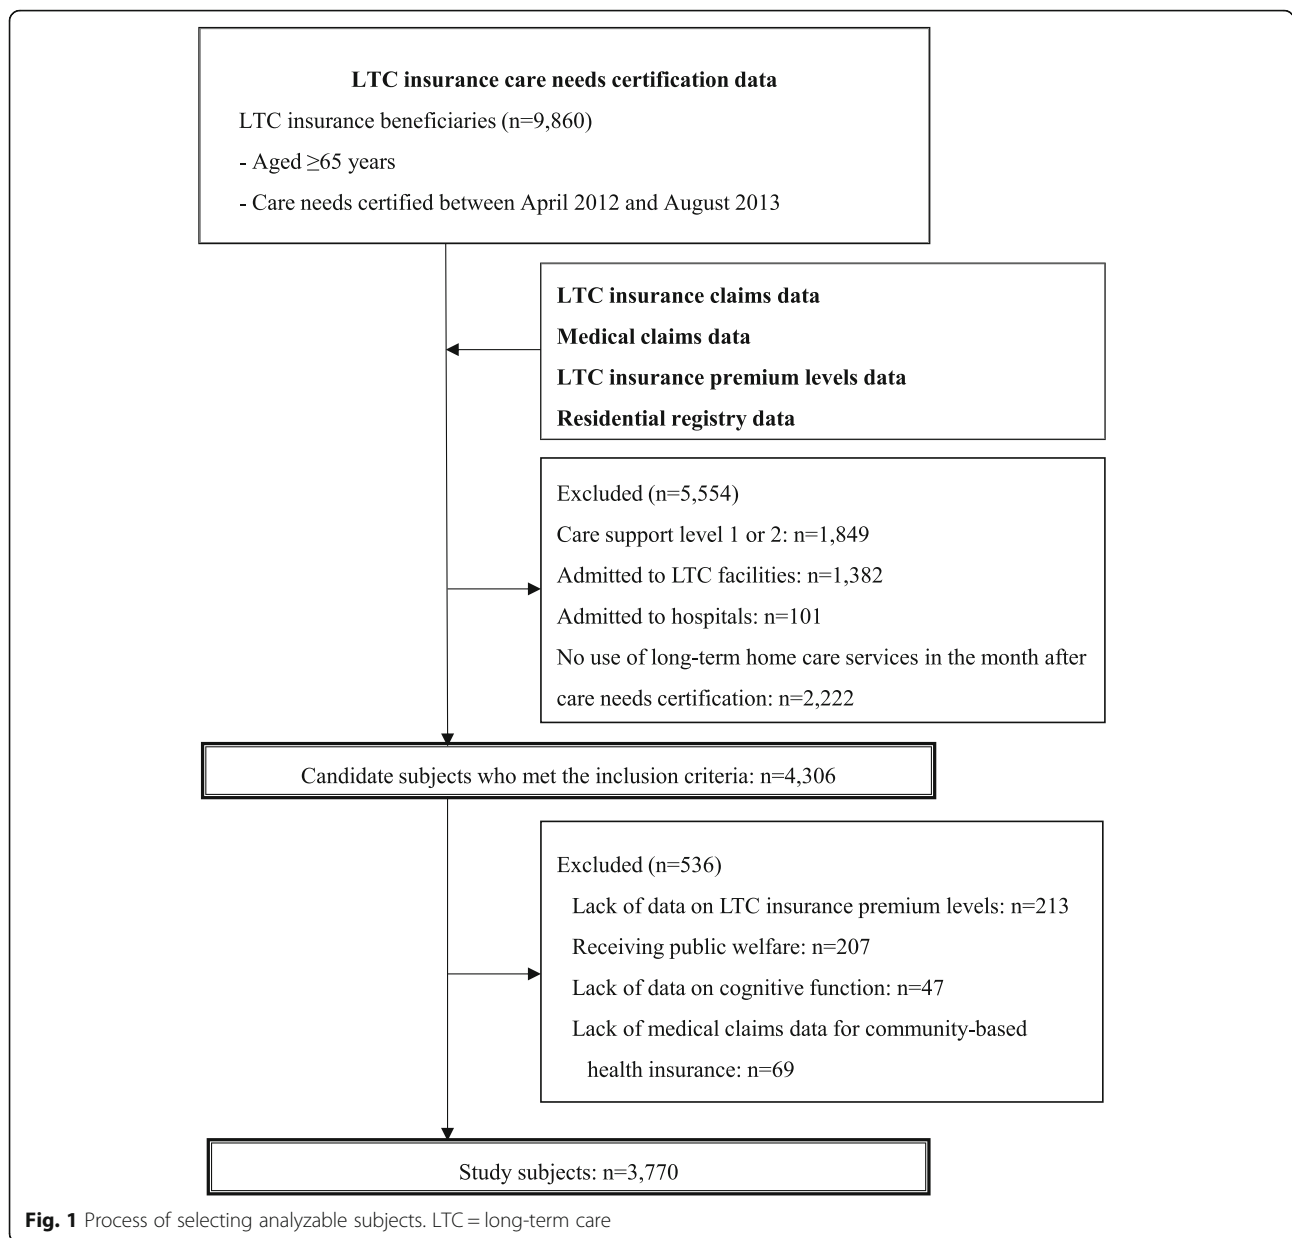 LTC insurance care needs certification data
LTC insurance beneficiaries (n=9,860)
- Aged ≥65 years
- Care needs certified between April 2012 and August 2013
LTC insurance claims data
Medical claims data
LTC insurance premium levels data
Residential registry data
Excluded (n=5,554)
Care support level 1 or 2: n=1,849
Admitted to LTC facilities: n=1,382
Admitted to hospitals: n=101
No use of long-term home care services in the month after
care needs certification: n=2,222
Candidate subjects who met the inclusion criteria: n=4,306
Excluded (n=536)
Lack of data on LTC insurance premium levels: n=213
Receiving public welfare: n=207
Lack of data on cognitive function: n=47
Lack of medical claims data for community-based
health insurance: n=69
Study subjects: n=3,770
Fig. 1 Process of selecting analyzable subjects. LTC = long-term care